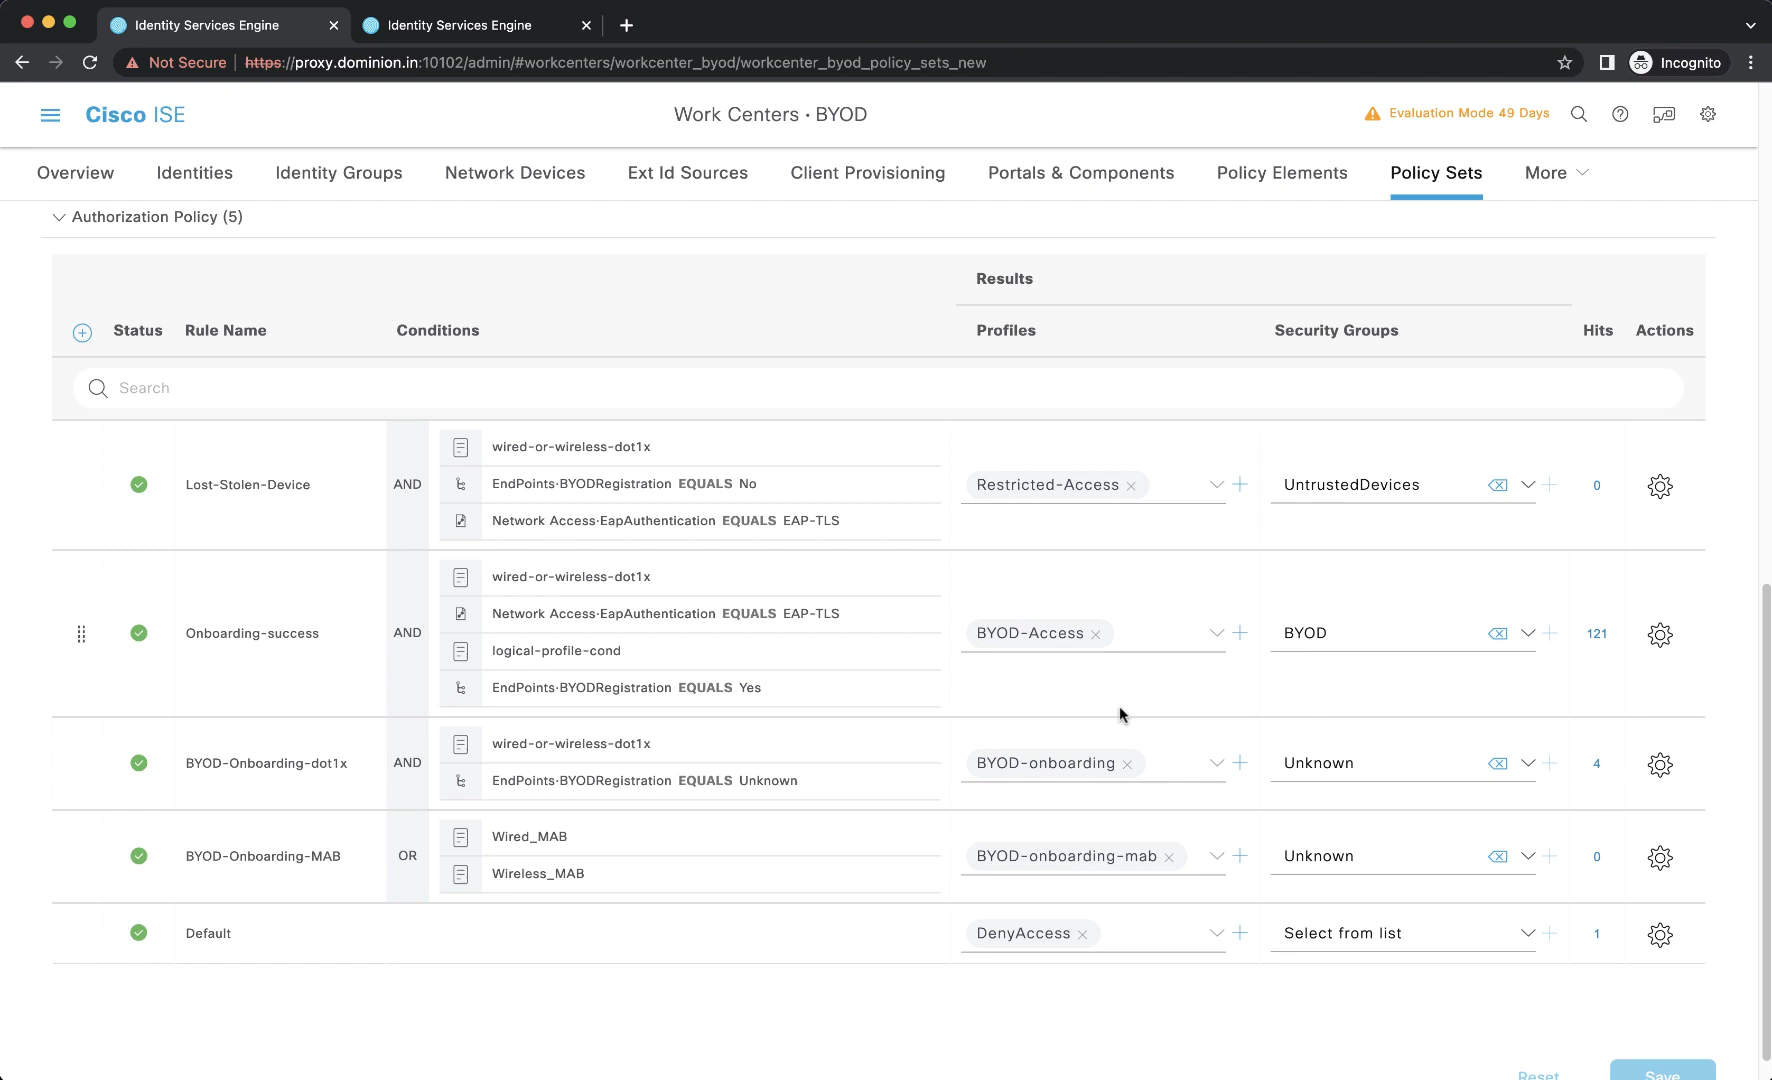 Identity Services Engine
Identity Services Engine
Not Secure https://proxy.dominion.in:10102/admin/#workcenters/workcenter_byod/workcenter_byod_policy_sets_new Incognito
Cisco ISE Work Centers · BYOD Evaluation Mode 49 Days
Overview Identities Identity Groups Network Devices Ext Id Sources Client Provisioning Portals & Components Policy Elements Policy Sets More
Authorization Policy (5)
Results
Status Rule Name Conditions Profiles Security Groups Hits Actions
Search
wired-or-wireless-dot1x
Lost-Stolen-Device AND EndPoints·BYODRegistration EQUALS No Restricted-Access UntrustedDevices 0
Network Access·EapAuthentication EQUALS EAP-TLS
wired-or-wireless-dot1x
Network Access·EapAuthentication EQUALS EAP-TLS
Onboarding-success AND BYOD-Access BYOD 121
logical-profile-cond
EndPoints·BYODRegistration EQUALS Yes
wired-or-wireless-dot1x
BYOD-Onboarding-dot1x AND BYOD-onboarding Unknown 4
EndPoints·BYODRegistration EQUALS Unknown
Wired_MAB
BYOD-Onboarding-MAB OR BYOD-onboarding-mab Unknown 0
Wireless_MAB
Default DenyAccess Select from list 1
Reset Save